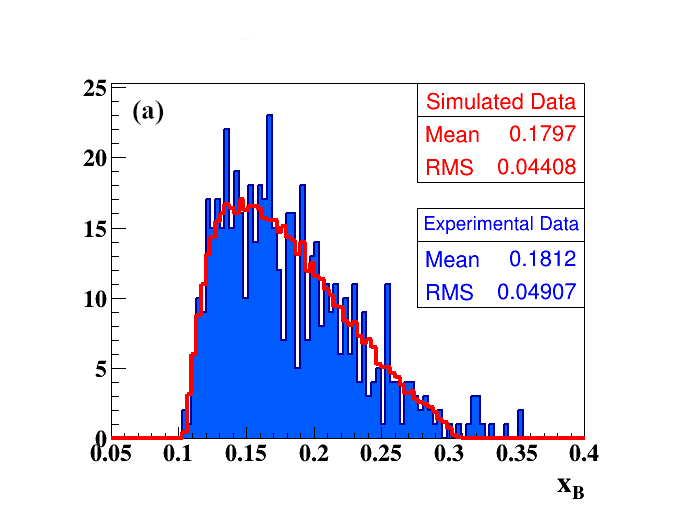 25
(a)
Simulated Data
Mean 0.1797
RMS 0.04408
20
15
Experimental Data
Mean 0.1812
RMS 0.04907
10
5
0
0.05 0.1 0.15 0.2 0.25 0.3 0.35 0.4
xB